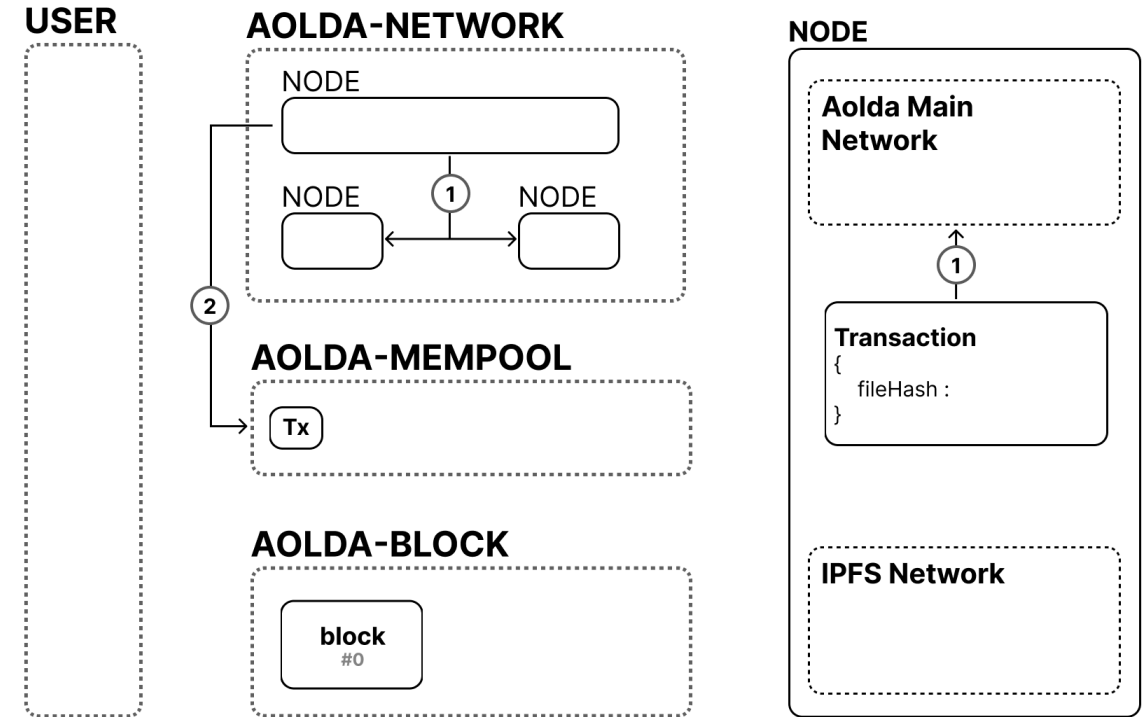 USER
AOLDA-NETWORK
NODE
1
NODE
NODE
2
AOLDA-MEMPOOL
Tx
AOLDA-BLOCK
block
#0
NODE
Aolda Main
Network
1
Transaction
{
fileHash :
}
IPFS Network